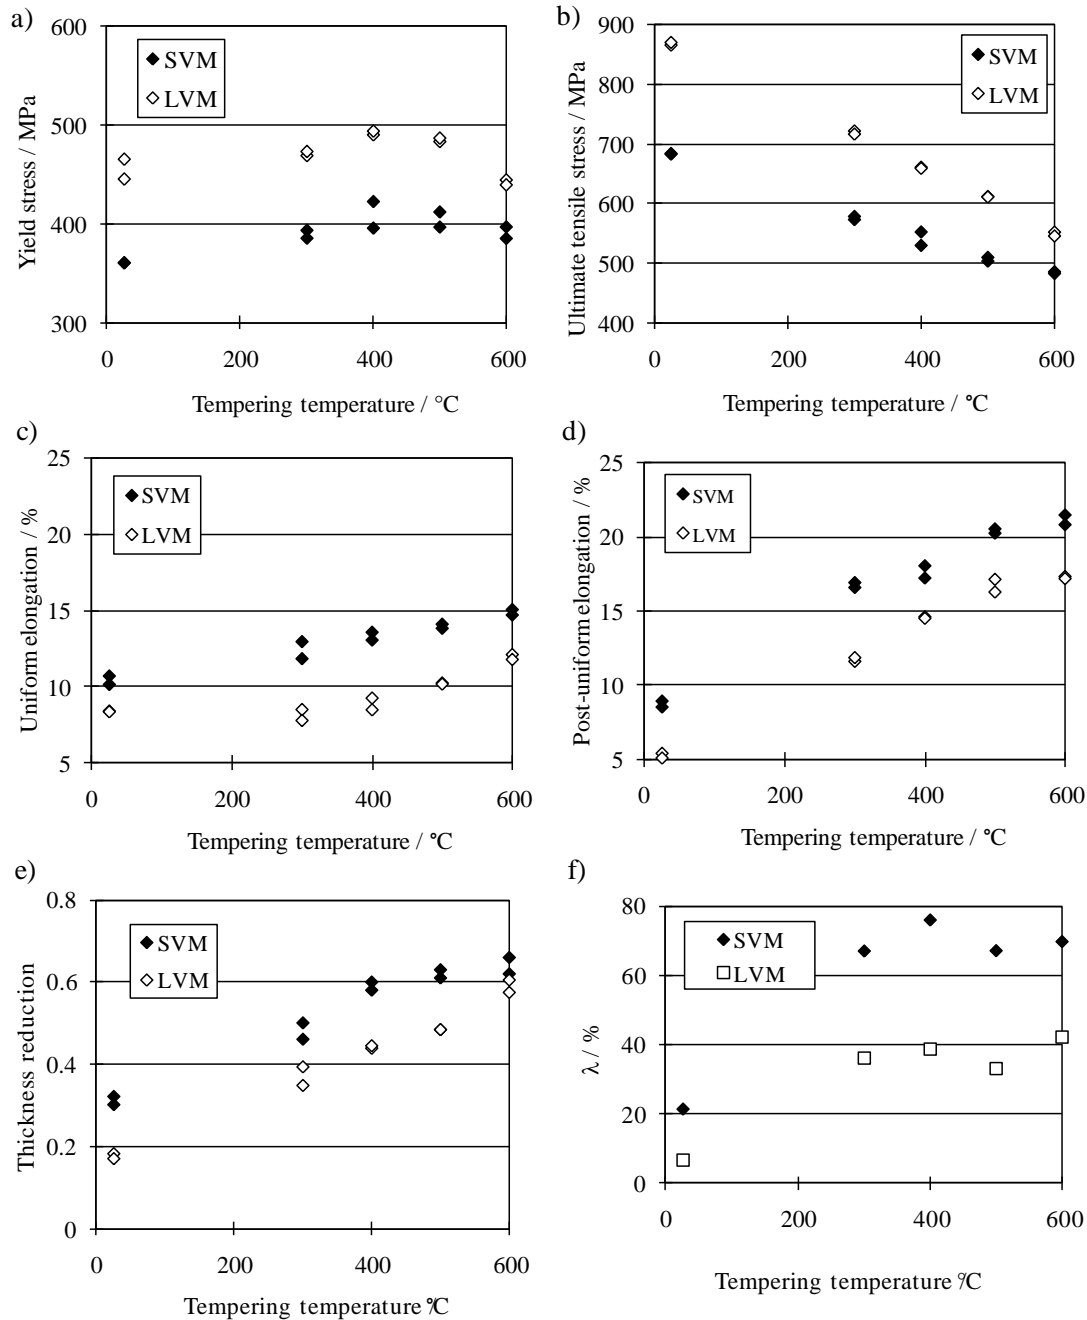 a)
600
500
400
300
Yield stress / MPa
SVM
LVM
0
200
400
600
Tempering temperature / °C
b)
900
800
700
600
500
400
Ultimate tensile stress / MPa
SVM
LVM
0
200
400
600
Tempering temperature / °C
c)
25
20
15
10
5
Uniform elongation / %
SVM
LVM
0
200
400
600
Tempering temperature / °C
d)
25
20
15
10
5
Post-uniform elongation / %
SVM
LVM
0
200
400
600
Tempering temperature / °C
e)
0.8
0.6
0.4
0.2
0
Thickness reduction
SVM
LVM
0
200
400
600
Tempering temperature /°C
f)
80
60
40
20
0
λ / %
SVM
LVM
0
200
400
600
Tempering temperature /°C